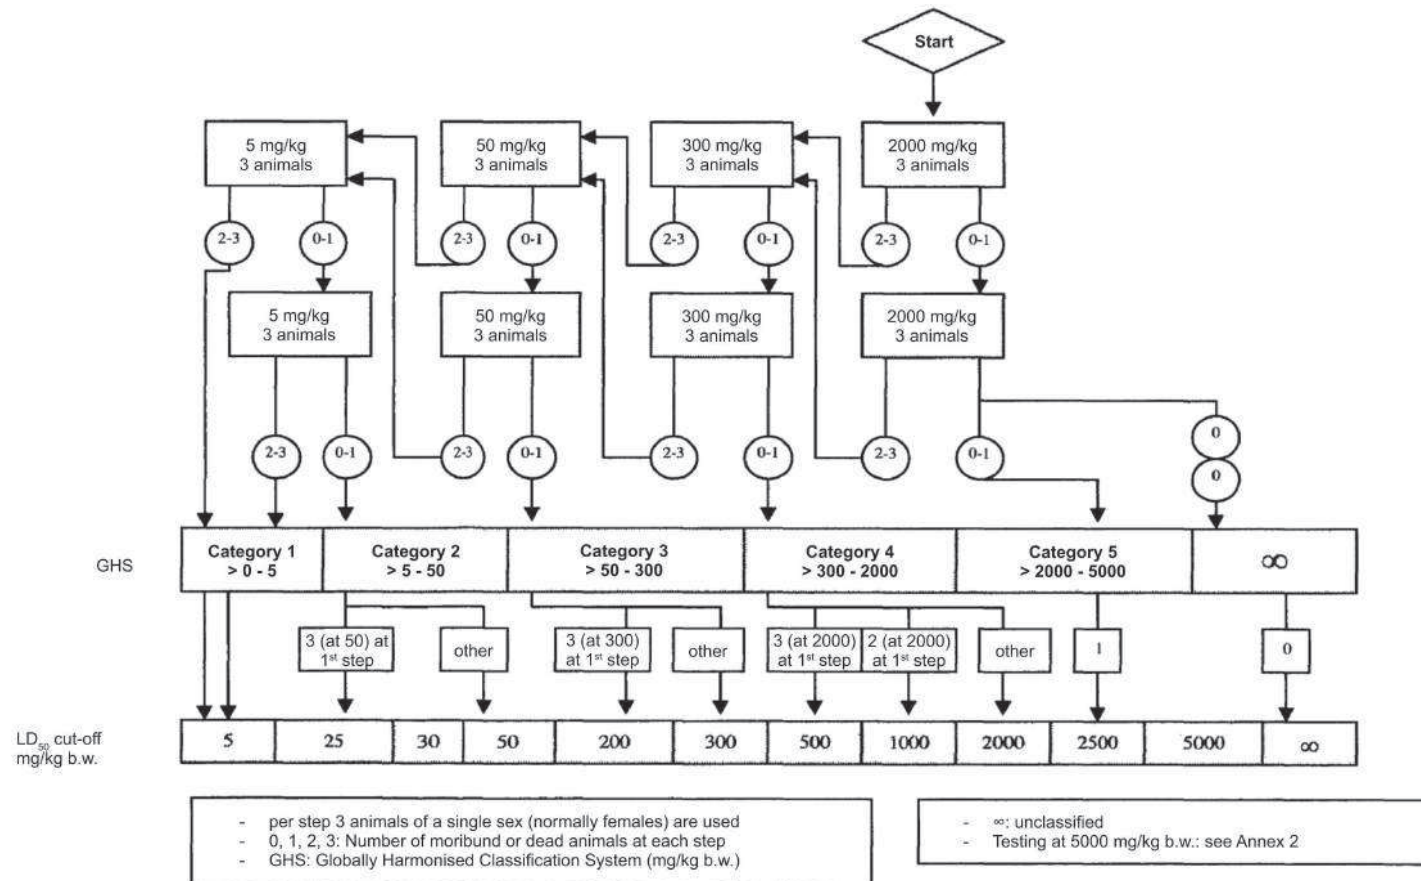 Start
5 mg/kg
3 animals
50 mg/kg
3 animals
300 mg/kg
3 animals
2000 mg/kg
3 animals
2-3
0-1
2-3
0-1
2-3
0-1
2-3
0-1
5 mg/kg
3 animals
50 mg/kg
3 animals
300 mg/kg
3 animals
2000 mg/kg
3 animals
2-3
0-1
2-3
0-1
2-3
0-1
2-3
0-1
0
0
GHS
Category 1
> 0 - 5
Category 2
> 5 - 50
Category 3
> 50 - 300
Category 4
> 300 - 2000
Category 5
> 2000 - 5000
∞
3 (at 50) at
1st step
other
3 (at 300)
at 1st step
other
3 (at 2000)
at 1st step
2 (at 2000)
at 1st step
other
1
0
LD50 cut-off
mg/kg b.w.
5
25
30
50
200
300
500
1000
2000
2500
5000
∞
- per step 3 animals of a single sex (normally females) are used
- 0, 1, 2, 3: Number of moribund or dead animals at each step
- GHS: Globally Harmonised Classification System (mg/kg b.w.)
- ∞: unclassified
- Testing at 5000 mg/kg b.w.: see Annex 2